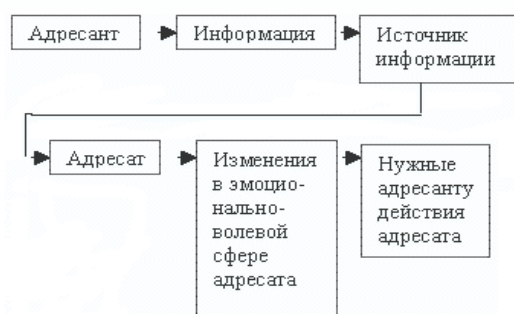 Адресант
Информация
Источник
информации
Адресат
Изменения
в эмоцио-
нально-
волевой
сфере
адресата
Нужные
адресанту
действия
адресата